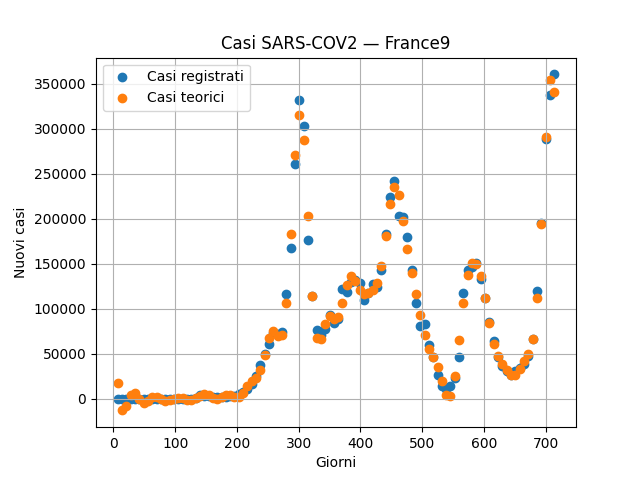 Casi SARS-COV2 — France9
Casi registrati
Casi teorici
350000
300000
250000
200000
150000
100000
50000
0
Nuovi casi
0 100 200 300 400 500 600 700
Giorni